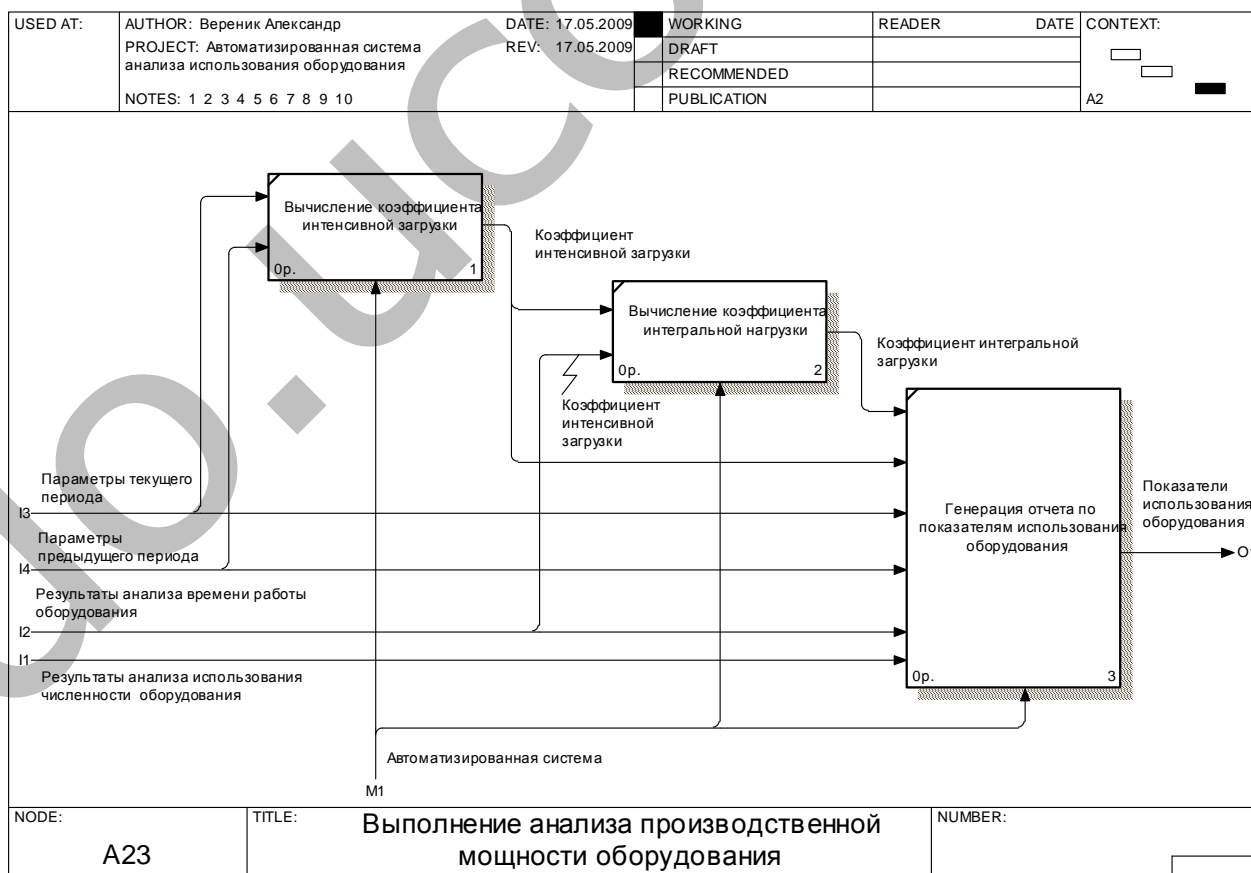 USED AT:
AUTHOR: Вереник Александр
DATE: 17.05.2009
PROJECT: Автоматизированная система
анализа использования оборудования
REV: 17.05.2009
NOTES: 1 2 3 4 5 6 7 8 9 10
WORKING
DRAFT
RECOMMENDED
PUBLICATION
READER
DATE
CONTEXT:
A2
Вычисление коэффициента
интенсивной загрузки
0р.
1
Коэффициент
интенсивной загрузки
Вычисление коэффициента
интегральной нагрузки
0р.
2
Коэффициент интегральной
загрузки
Коэффициент
интенсивной
загрузки
Параметры текущего
периода
I3
Параметры
предыдущего периода
I4
Результаты анализа времени работы
оборудования
I2
I1
Результаты анализа использования
численности оборудования
Генерация отчета по
показателям использования
оборудования
0р.
3
Показатели
использования
оборудования
Автоматизированная система
M1
NODE:
A23
TITLE:
Выполнение анализа производственной
мощности оборудования
NUMBER: